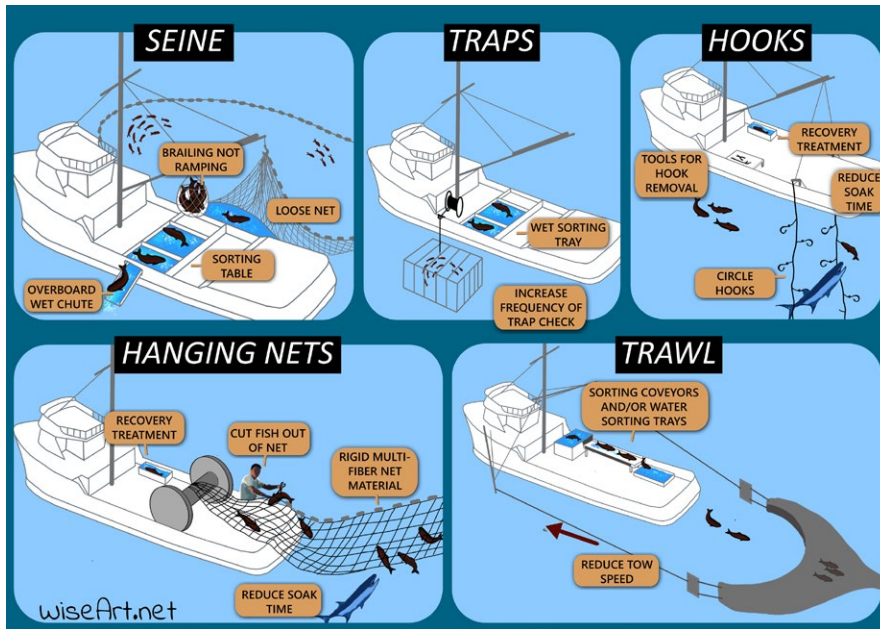 SEINE
BRAILING NOT
RAMPING
LOOSE NET
SORTING
TABLE
OVERBOARD
WET CHUTE
TRAPS
WET SORTING
TRAY
INCREASE
FREQUENCY OF
TRAP CHECK
HOOKS
RECOVERY
TREATMENT
TOOLS FOR
HOOK
REMOVAL
REDUCE
SOAK
TIME
CIRCLE
HOOKS
HANGING NETS
RECOVERY
TREATMENT
CUT FISH OUT
OF NET
RIGID MULTI-
FIBER NET
MATERIAL
REDUCE SOAK
TIME
wiseArt.net
TRAWL
SORTING COVEYORS
AND/OR WATER
SORTING TRAYS
REDUCE TOW
SPEED